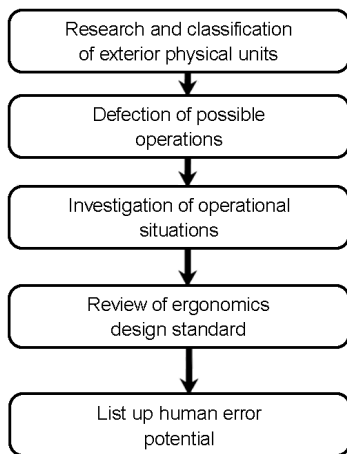 Research and classification
of exterior physical units
Defection of possible
operations
Investigation of operational
situations
Review of ergonomics
design standard
List up human error
potential